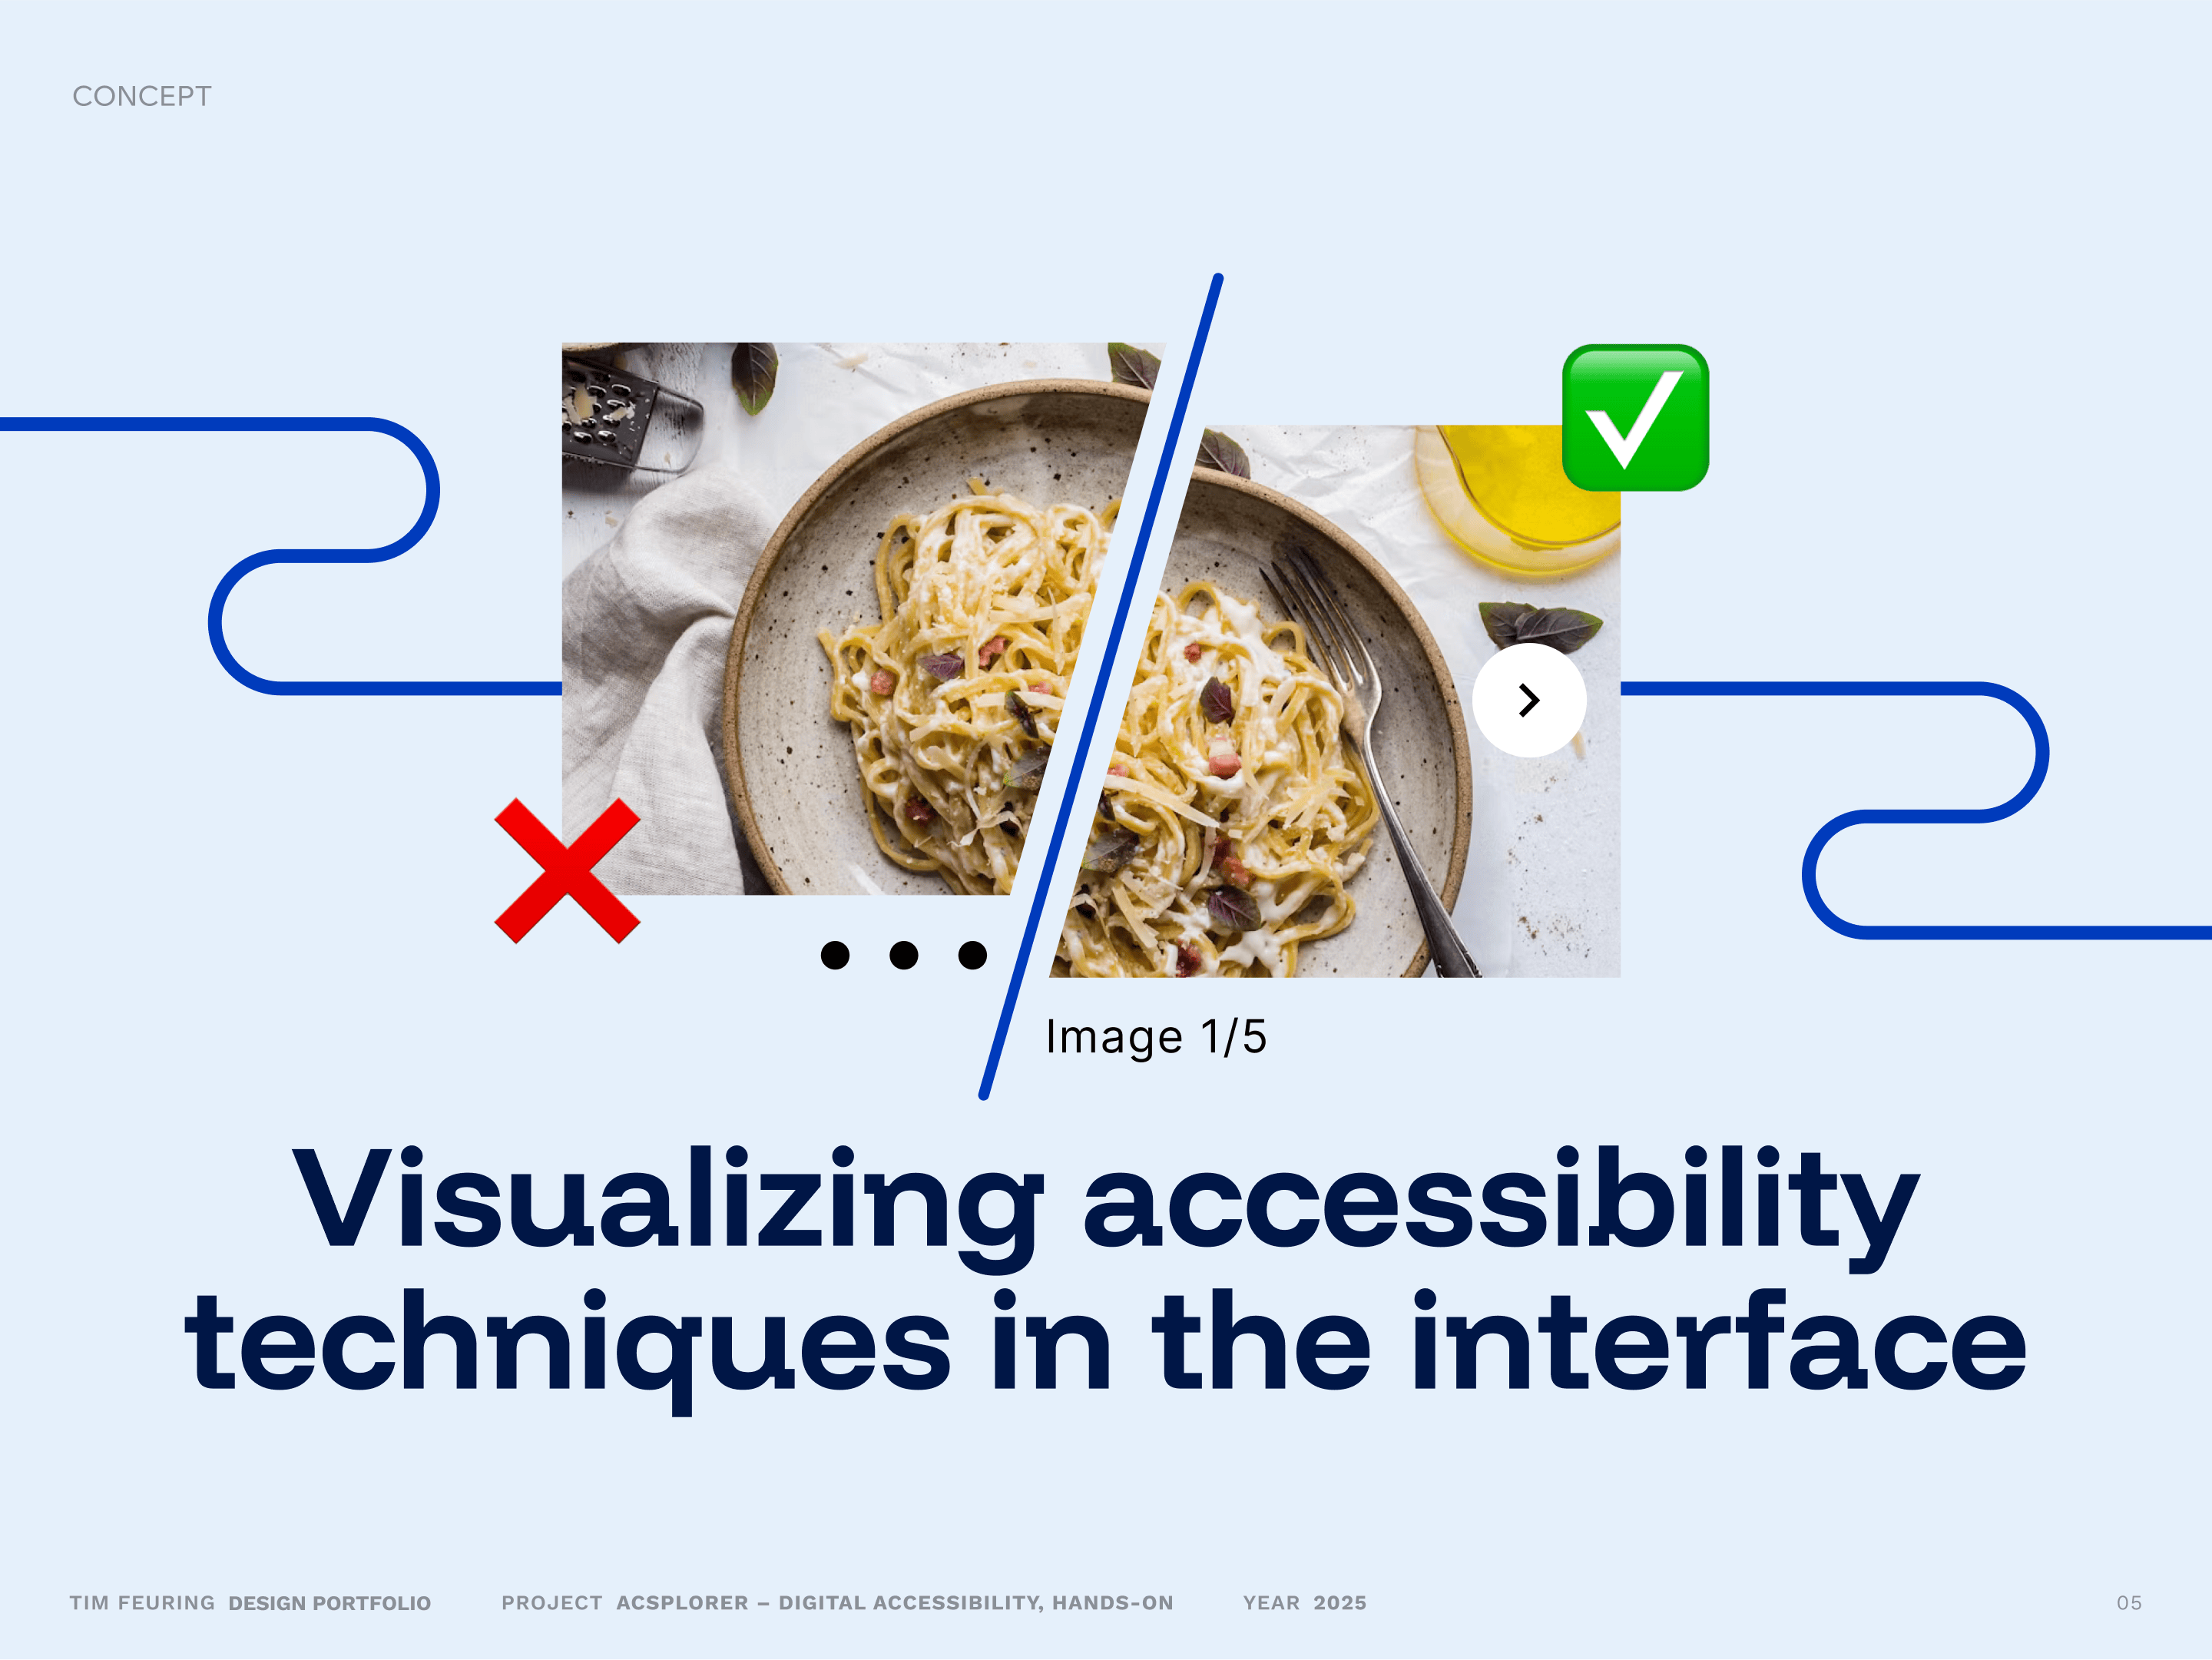 CONCEPT
Image 1/5
Visualizing accessibility
techniques in the interface
TIM FEURING DESIGN PORTFOLIO PROJECT ACSPLORER – DIGITAL ACCESSIBILITY, HANDS-ON YEAR 2025 05